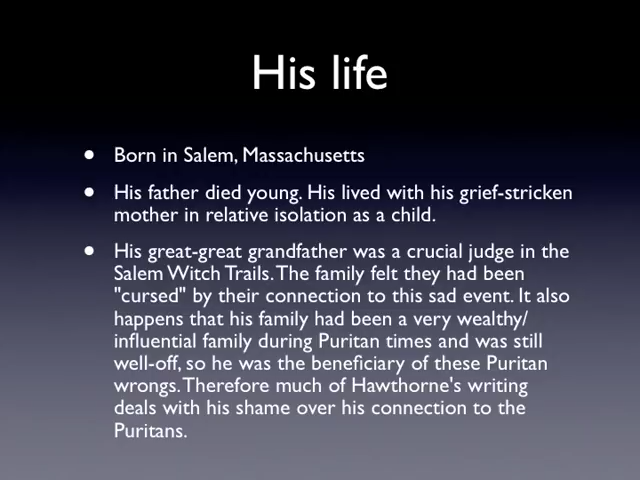 His life
• Born in Salem, Massachusetts
• His father died young. His lived with his grief-stricken
mother in relative isolation as a child.
• His great-great grandfather was a crucial judge in the
Salem Witch Trails. The family felt they had been
"cursed" by their connection to this sad event. It also
happens that his family had been a very wealthy/
influential family during Puritan times and was still
well-off, so he was the beneficiary of these Puritan
wrongs. Therefore much of Hawthorne's writing
deals with his shame over his connection to the
Puritans.